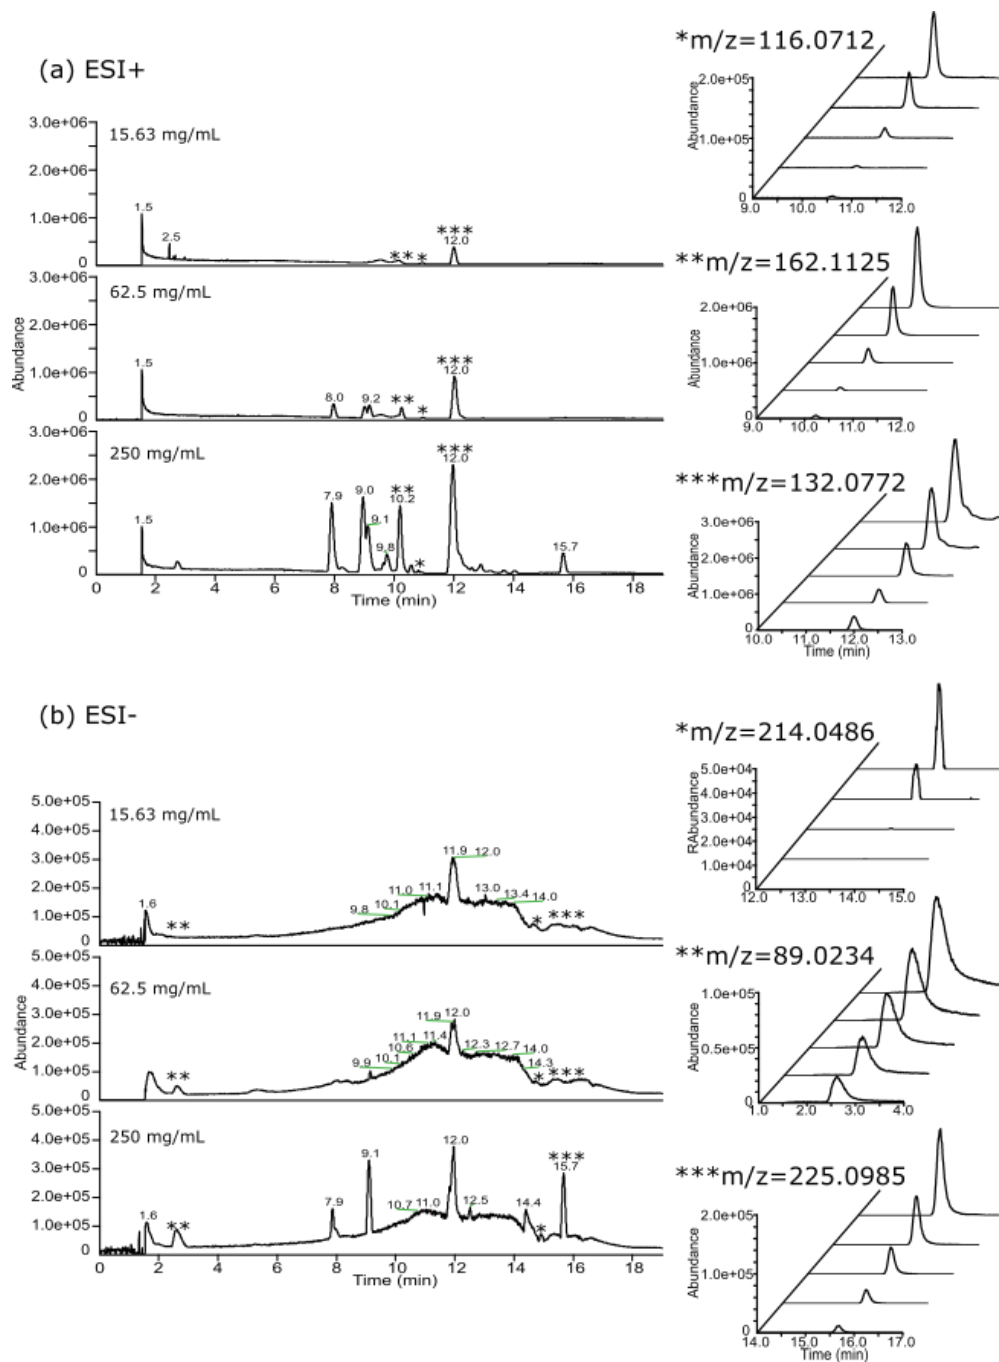 (a) ESI+
Abundance
15.63 mg/mL
3.0e+06
2.0e+06
1.0e+06
0
1.5
2.5
** *
***
12.0
62.5 mg/mL
3.0e+06
2.0e+06
1.0e+06
0
1.5
8.0
9.2
**
*
***
12.0
250 mg/mL
3.0e+06
2.0e+06
1.0e+06
0
1.5
7.9
9.0
9.1
9.8
**
10.2
*
***
12.0
15.7
0 2 4 6 8 10 12 14 16 18
Time (min)
*m/z=116.0712
Abundance
2.0e+05
1.0e+05
0
9.0 10.0 11.0 12.0
**m/z=162.1125
Abundance
2.0e+06
1.0e+06
0
9.0 10.0 11.0 12.0
***m/z=132.0772
Abundance
3.0e+06
1.0e+06
0
10.0 11.0 12.0 13.0
Time (min)
(b) ESI-
Abundance
15.63 mg/mL
5.0e+05
4.0e+05
3.0e+05
2.0e+05
1.0e+05
0
1.6
**
9.8
10.1
11.0
11.1
11.9 12.0
13.0
13.4
14.0
* ***
62.5 mg/mL
5.0e+05
4.0e+05
3.0e+05
2.0e+05
1.0e+05
0
**
9.9
10.1
10.6
11.1
11.4
11.9 12.0
12.3 12.7
14.0
14.3
* ***
250 mg/mL
5.0e+05
4.0e+05
3.0e+05
2.0e+05
1.0e+05
0
1.6
**
7.9
9.1
10.7 11.0
12.0
12.5
14.4
*
***
15.7
0 2 4 6 8 10 12 14 16 18
Time (min)
*m/z=214.0486
RAbundance
5.0e+04
4.0e+04
3.0e+04
2.0e+04
1.0e+04
0
12.0 13.0 14.0 15.0
**m/z=89.0234
Abundance
1.0e+05
0.5e+05
0
1.0 2.0 3.0 4.0
***m/z=225.0985
Abundance
2.0e+05
1.0e+05
0
14.0 15.0 16.0 17.0
Time (min)